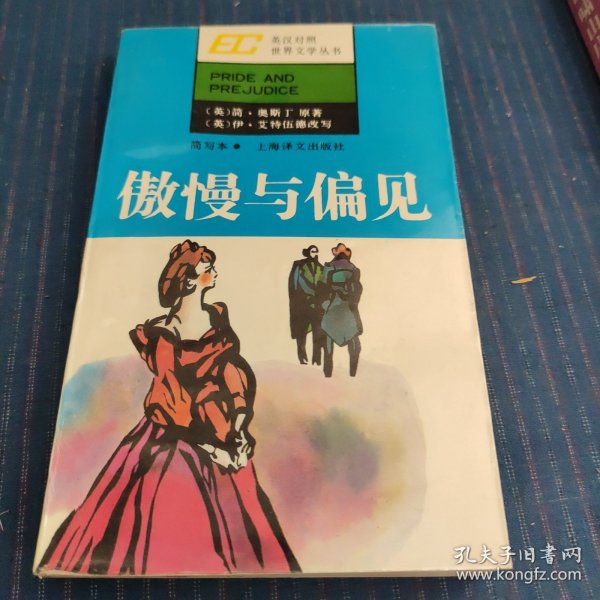 EC
英汉对照
世界文学丛书
PRIDE AND
PREJUDICE
（英）简·奥斯丁 原著
（英）伊·艾特伍德改写
简写本● 上海译文出版社
傲慢与偏见
孔夫子旧书网
www.kongfz.com